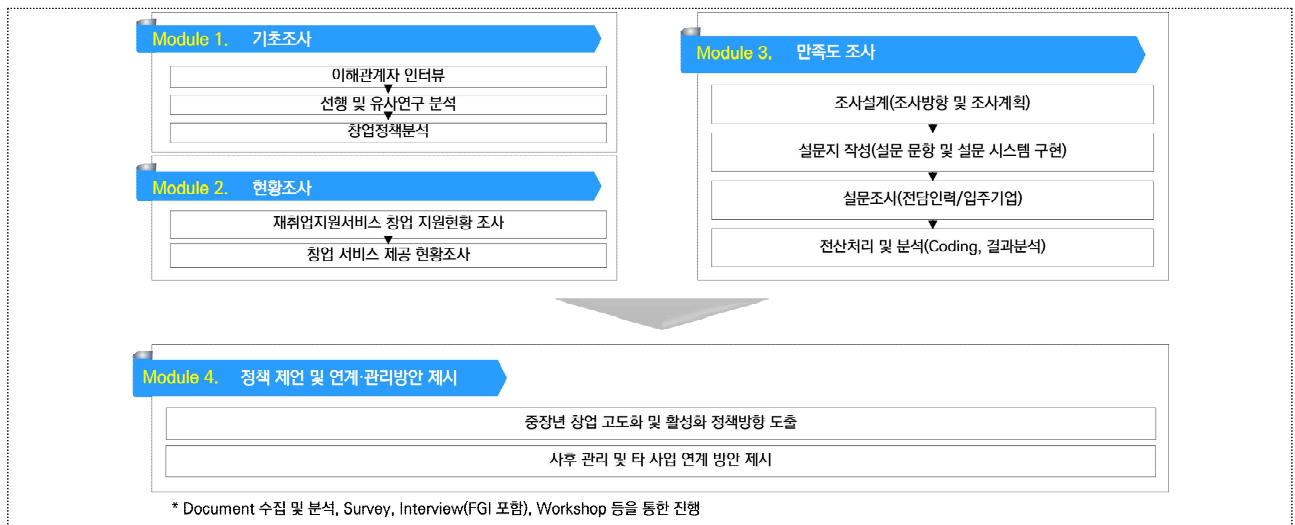 Module 1. 기초조사
이해관계자 인터뷰
선행 및 유사연구 분석
창업정책분석
Module 2. 현황조사
재취업지원서비스 창업 지원현황 조사
창업 서비스 제공 현황조사
Module 3. 만족도 조사
조사설계(조사방향 및 조사계획)
설문지 작성(설문 문항 및 설문 시스템 구현)
설문조시(전담인력/입주기업)
전산처리 및 분석(Coding, 결과분석)
Module 4. 정책 제언 및 연계·관리방안 제시
중장년 창업 고도화 및 활성화 정책방향 도출
사후 관리 및 타 사업 연계 방안 제시
* Document 수집 및 분석, Survey, Interview(FGI 포함), Workshop 등을 통한 진행